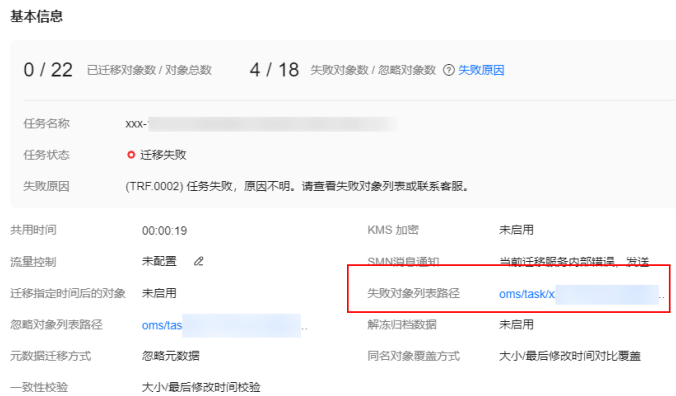 基本信息
0 / 22 已迁移对象数 / 对象总数 4 / 18 失败对象数 / 忽略对象数 ? 失败原因
任务名称 xxx-
任务状态 迁移失败
失败原因 (TRF.0002) 任务失败，原因不明。请查看失败对象列表或联系客服。
共用时间 00:00:19 KMS 加密 未启用
流量控制 未配置 SMN消息通知 当前迁移服务内部错误，发送
迁移指定时间后的对象 未启用 失败对象列表路径 oms/task/x ..
忽略对象列表路径 oms/tas .. 解冻归档数据 未启用
元数据迁移方式 忽略元数据 同名对象覆盖方式 大小/最后修改时间对比覆盖
一致性校验 大小/最后修改时间校验